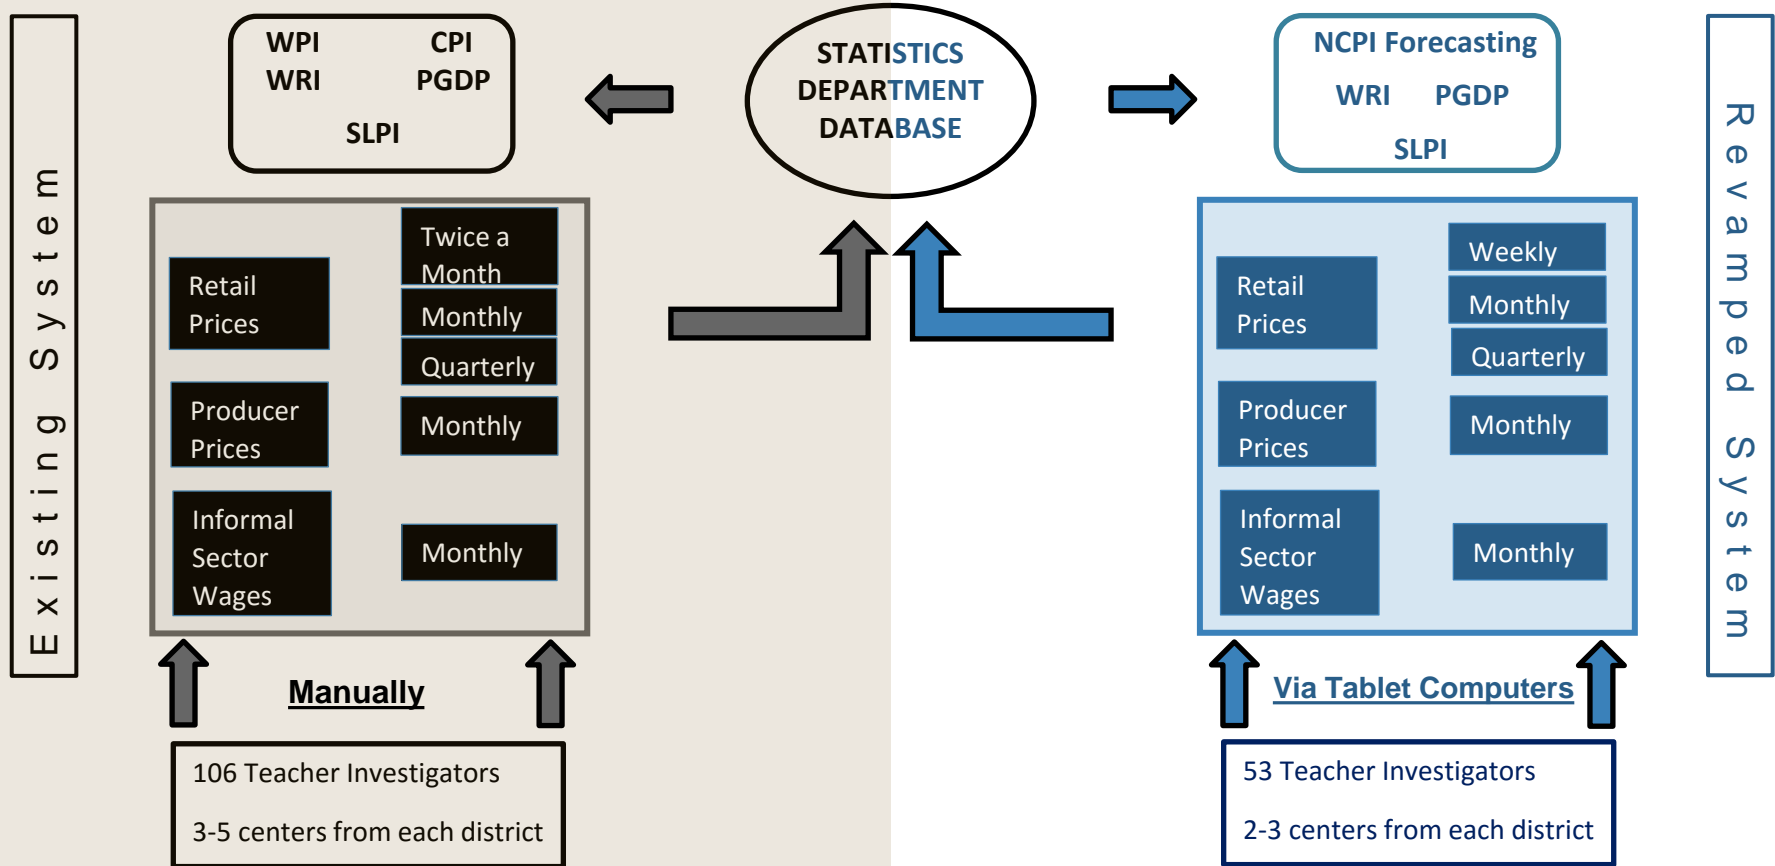 Existing System
WPI CPI
WRI PGDP
SLPI
STATISTICS
DEPARTMENT
DATABASE
NCPI Forecasting
WRI PGDP
SLPI
Revamped System
Retail
Prices
Twice a
Month
Monthly
Quarterly
Producer
Prices
Monthly
Informal
Sector
Wages
Monthly
Manually
106 Teacher Investigators
3-5 centers from each district
Retail
Prices
Weekly
Monthly
Quarterly
Producer
Prices
Monthly
Informal
Sector
Wages
Monthly
Via Tablet Computers
53 Teacher Investigators
2-3 centers from each district